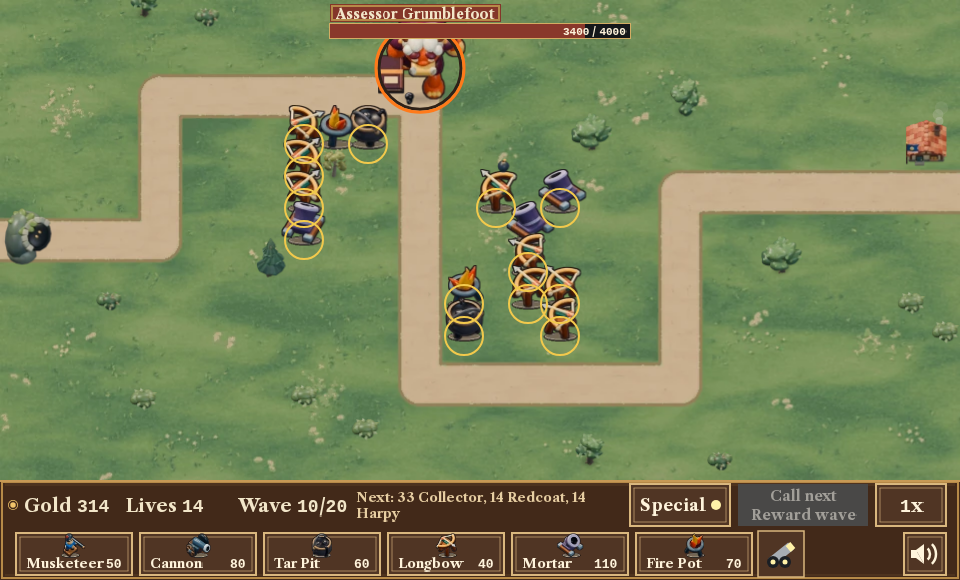 Assessor Grumblefoot
3400 / 4000
Gold 314 Lives 14 Wave 10/20 Next: 33 Collector, 14 Redcoat, 14
Harpy
Special
Call next
Reward wave
1x
Musketeer 50
Cannon 80
Tar Pit 60
Longbow 40
Mortar 110
Fire Pot 70